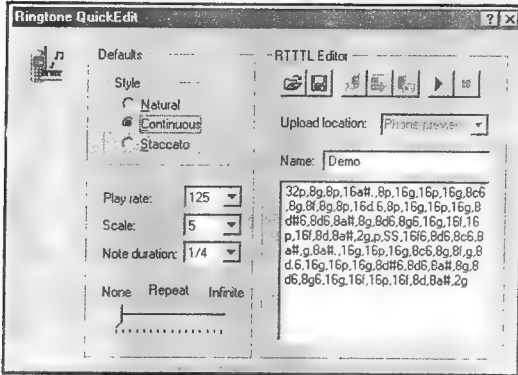 Ringtone QuickEdit
Defaults
Style
Natural
Continuous
Staccato
Play rate: 125
Scale: 5
Note duration: 1/4
None Repeat Infinite
RTTTL Editor
Upload location: Phone preview
Name: Demo
32p,8g,8p,16a#.,8p,16g,16p,16g,8c6
,8g,8f,8g,8p,16d.6,8p,16g,16p,16g,8
d#6,8d6,8a#,8g,8d6,8g6,16g,16f,16
p,16f,8d,8a#,2g,p,SS,16f6,8d6,8c6,8
a#,g,8a#.,16g,16p,16g,8c6,8g,8f,g,8
d.6,16g,16p,16g,8d#6,8d6,8a#,8g,8
d6,8g6,16g,16f,16p,16f,8d,8a#,2g